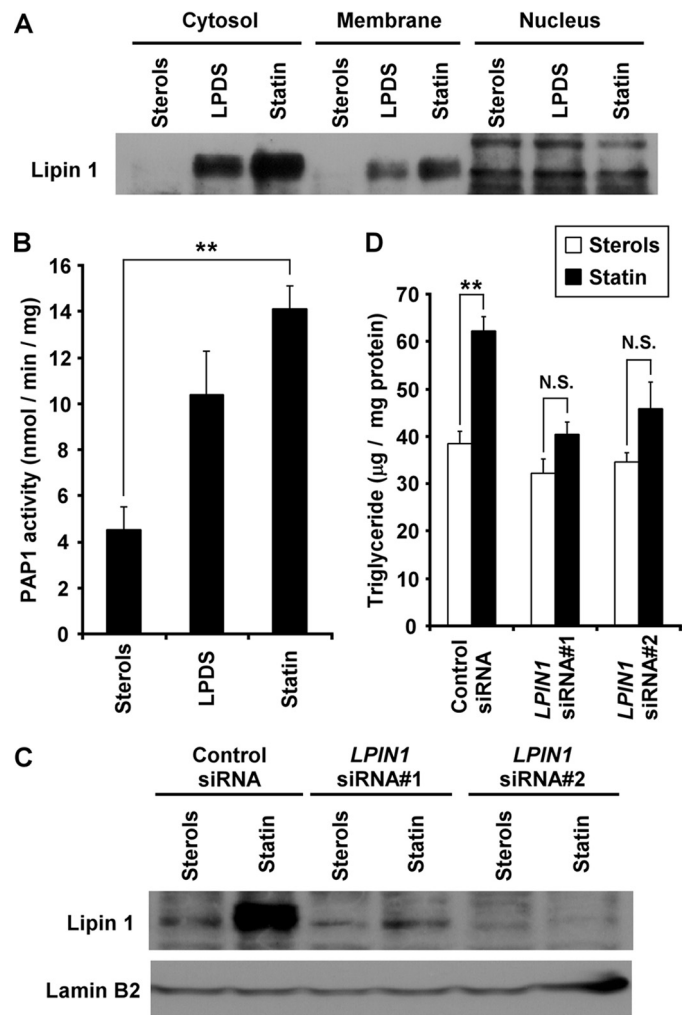 A
Cytosol Membrane Nucleus
Sterols LPDS Statin Sterols LPDS Statin Sterols LPDS Statin
Lipin 1
B
**
PAP1 activity (nmol / min / mg)
16
14
12
10
8
6
4
2
0
Sterols LPDS Statin
D
Sterols
Statin
**
N.S.
N.S.
Triglyceride (μg / mg protein)
70
60
50
40
30
20
10
0
Control siRNA
LPIN1 siRNA#1
LPIN1 siRNA#2
C
Control LPIN1 LPIN1
siRNA siRNA#1 siRNA#2
Sterols Statin Sterols Statin Sterols Statin
Lipin 1
Lamin B2